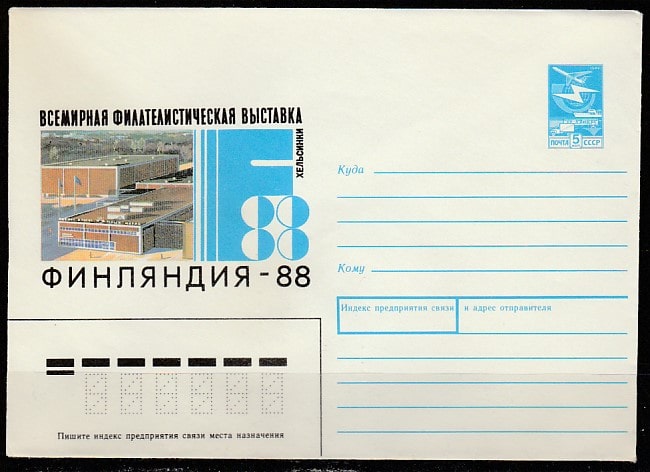 ВСЕМИРНАЯ ФИЛАТЕЛИСТИЧЕСКАЯ ВЫСТАВКА
ХЕЛЬСИНКИ
88
ФИНЛЯНДИЯ - 88
ПОЧТА 5 СССР
Куда
Кому
Индекс предприятия связи и адрес отправителя
Пишите индекс предприятия связи места назначения